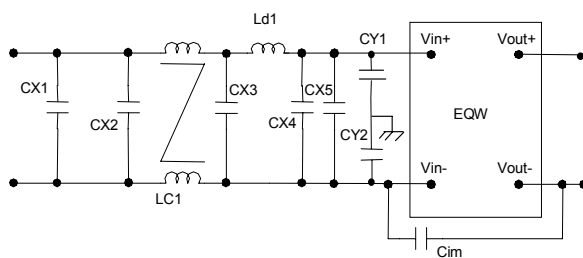 Ld1
CY1
Vin+
Vout+
CX1
CX2
CX3
CX4
CX5
CY2
EQW
Vin-
Vout-
LC1
Cim